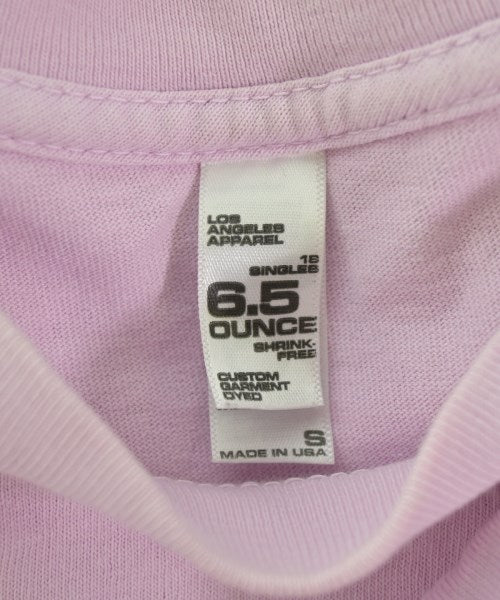 LOS
ANGELES
APPAREL
18
SINGLES
6.5
OUNCE
SHRINK-
FREE
CUSTOM
GARMENT
DYED
S
MADE IN USA